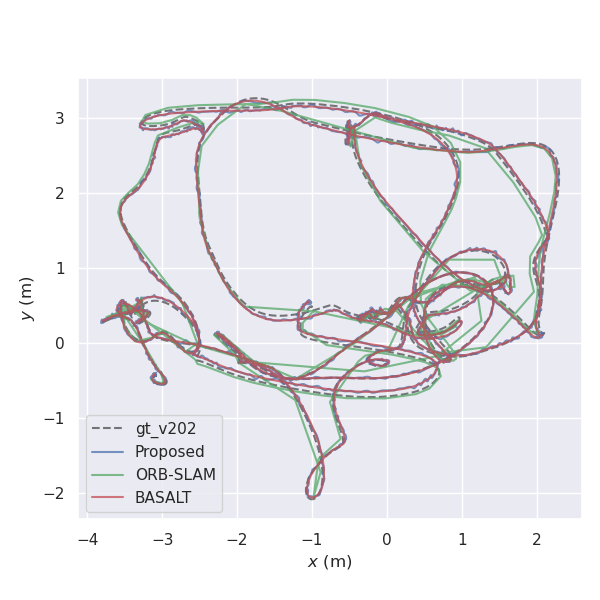 3
2
1
0
−1
−2
y (m)
gt_v202
Proposed
ORB-SLAM
BASALT
−4 −3 −2 −1 0 1 2
x (m)